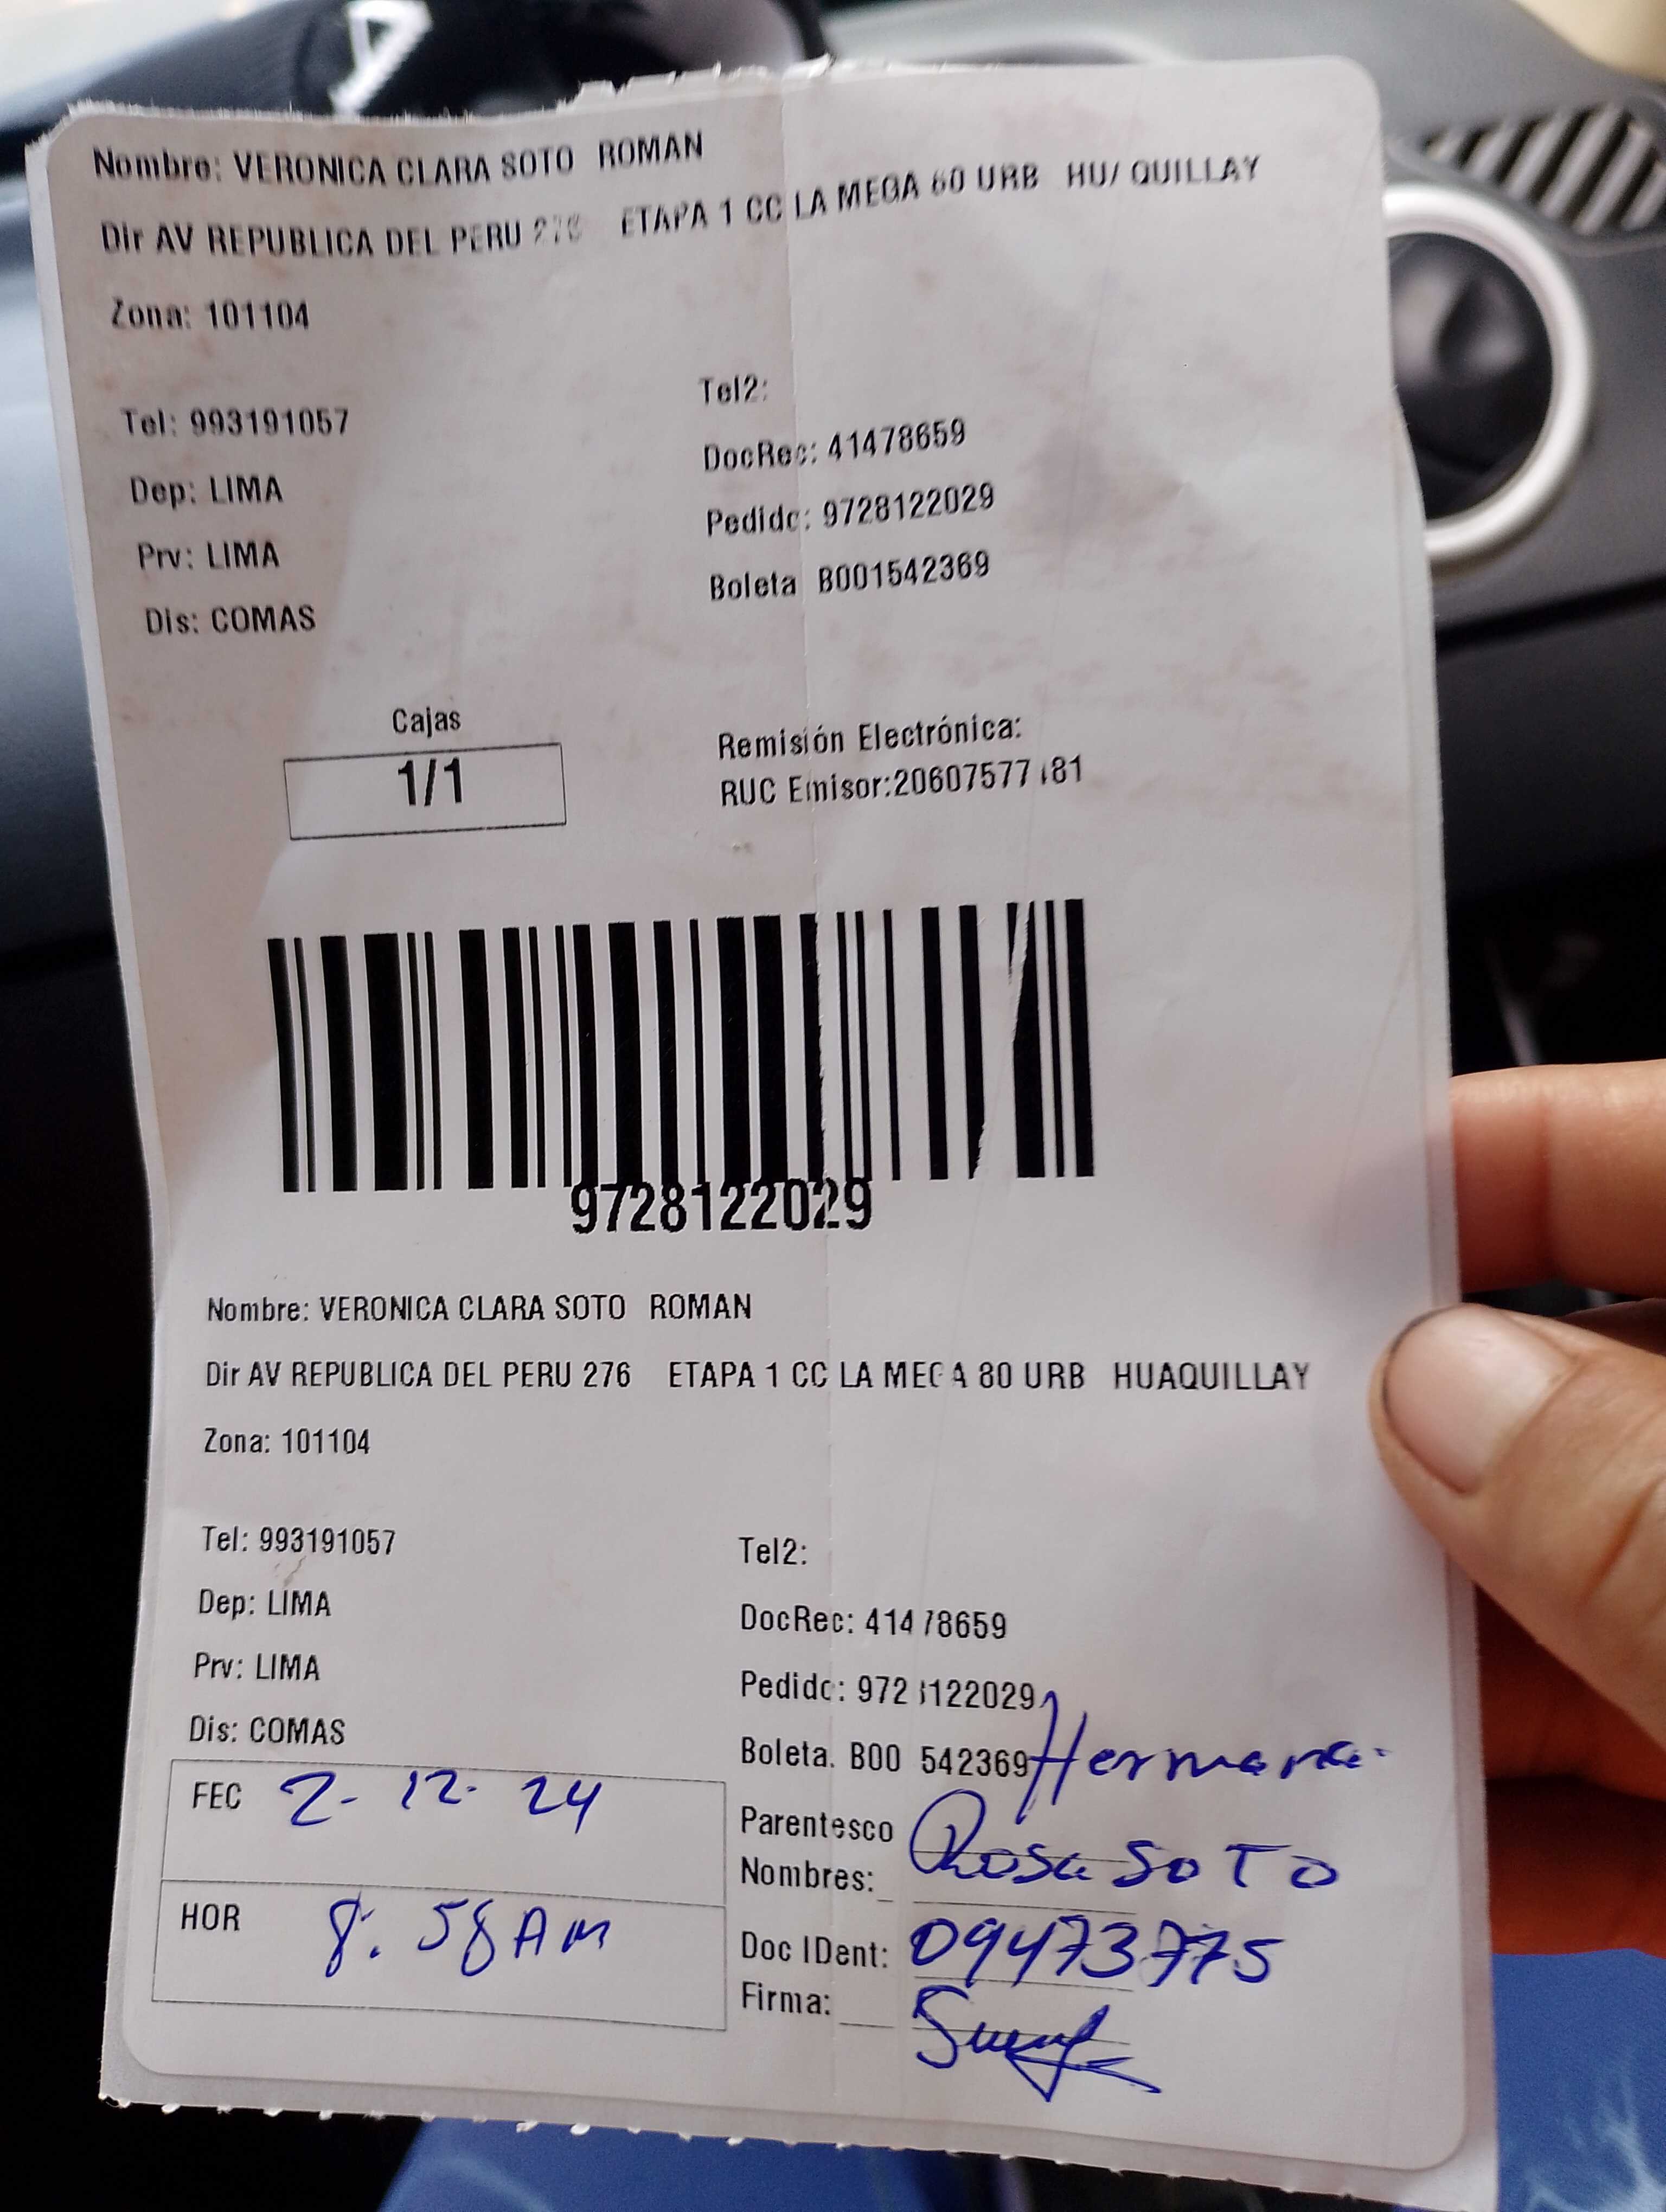 Nombre: VERONICA CLARA SOTO ROMAN
Dir AV REPUBLICA DEL PERU 276 ETAPA 1 CC LA MEGA 60 URB HU/ QUILLAY
Zona: 101104
Tel: 993191057
Tel2:
DocRec: 41478659
Dep: LIMA
Pedido: 9728122029
Prv: LIMA
Boleta B001542369
Dis: COMAS
Cajas
1/1
Remisión Electrónica:
RUC Emisor:20607577181
9728122029
Nombre: VERONICA CLARA SOTO ROMAN
Dir AV REPUBLICA DEL PERU 276 ETAPA 1 CC LA MEGA 80 URB HUAQUILLAY
Zona: 101104
Tel: 993191057
Tel2:
Dep: LIMA
DocRec: 41478659
Prv: LIMA
Pedido: 9728122029
Dis: COMAS
Boleta. B00 542369 Hermana.
FEC 2-12-24
Parentesco
Nombres: Rosa SOTO
HOR 8:58 AM
Doc IDent: 09473775
Firma: